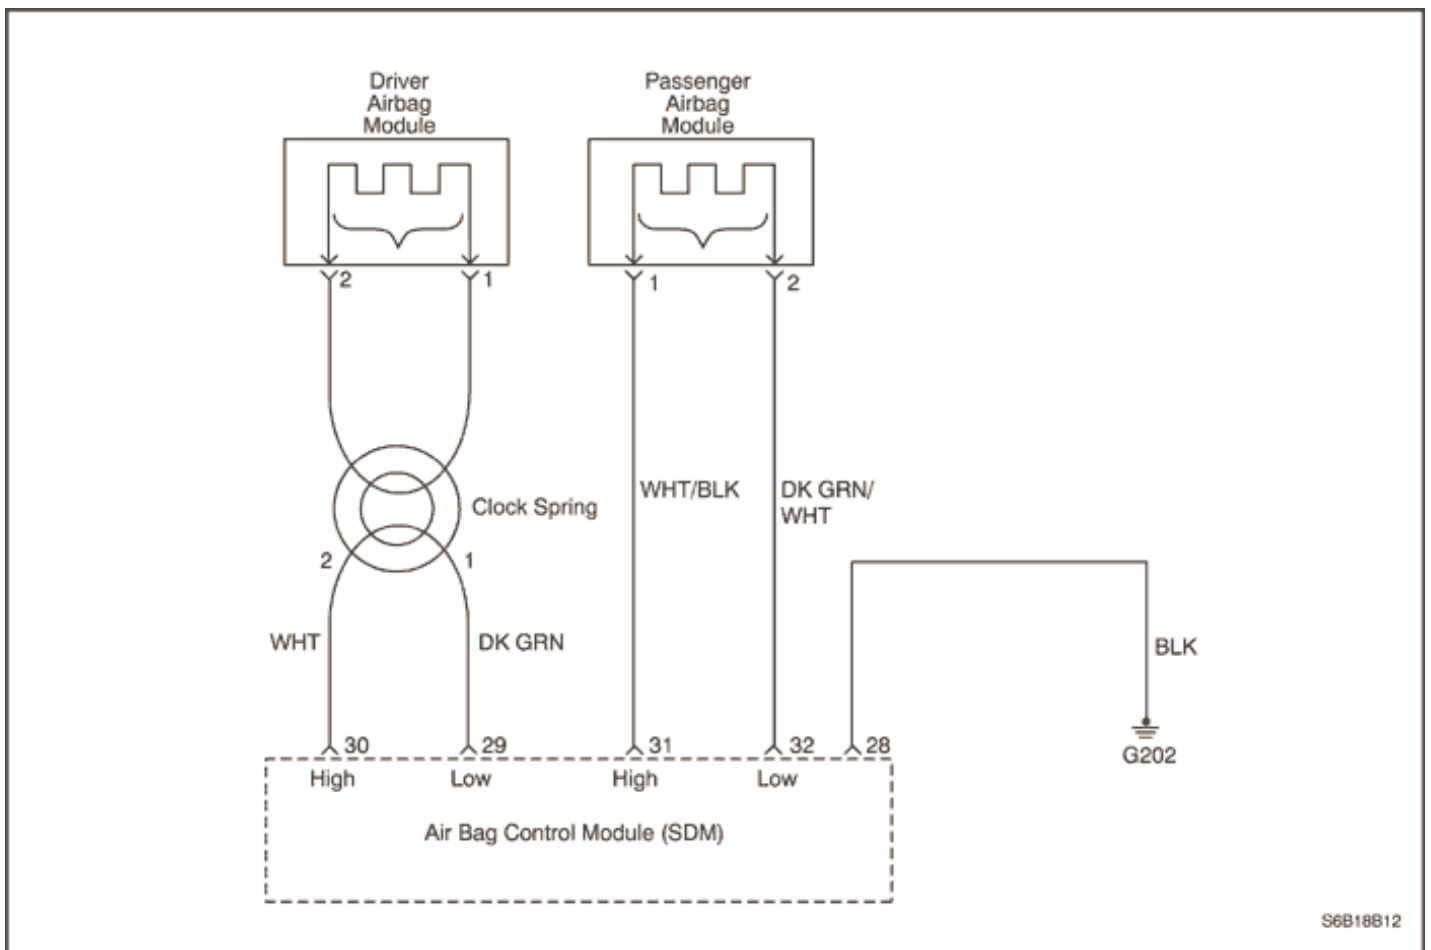 Driver
Airbag
Module
Passenger
Airbag
Module
2
1
1
2
Clock Spring
WHT/BLK
DK GRN/
WHT
2
1
WHT
DK GRN
BLK
30
29
31
32
28
G202
High
Low
High
Low
Air Bag Control Module (SDM)
S6B18B12